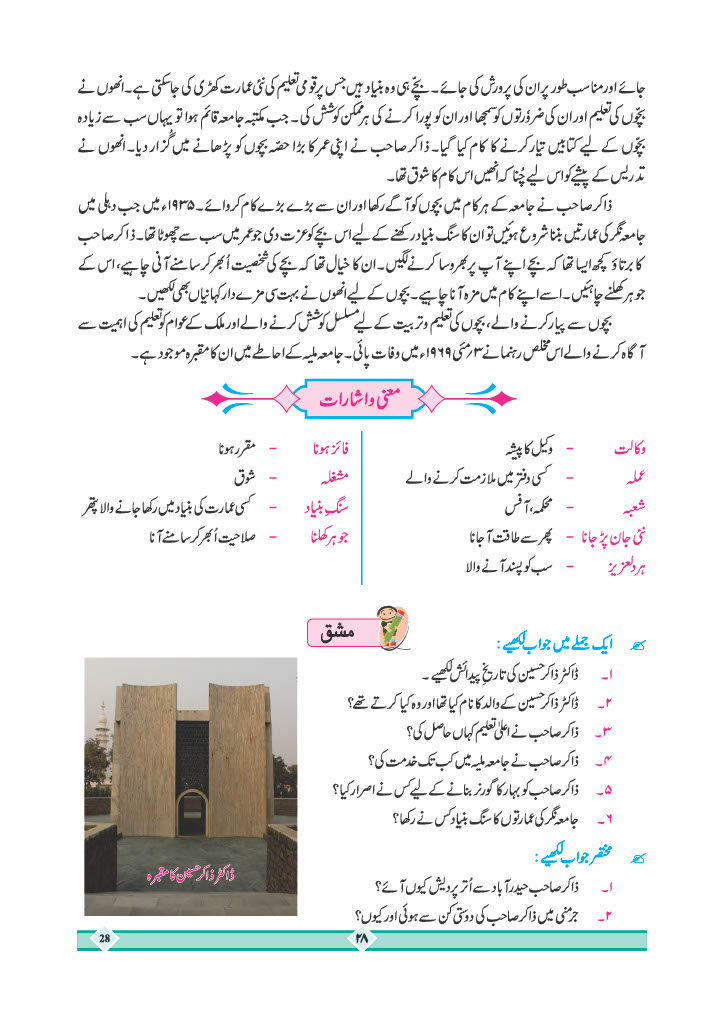 جائے اور مناسب طور پر ان کی پرورش کی جائے۔ بچّے ہی وہ بنیاد ہیں جس پر قومی تعلیم کی نئی عمارت کھڑی کی جاسکتی ہے۔ انھوں نے
بچّوں کی تعلیم اور ان کی ضرورتوں کو سمجھا اور ان کو پورا کرنے کی ہر ممکن کوشش کی۔ جب مکتبہ جامعہ قائم ہوا تو یہاں سب سے زیادہ
بچّوں کے لیے کتابیں تیار کرنے کا کام کیا گیا۔ ذاکر صاحب نے اپنی عمر کا بڑا حصّہ بچوں کو پڑھانے میں گُزار دیا۔ انھوں نے
تدریس کے پیشے کو اس لیے چُنا کہ انھیں اس کام کا شوق تھا۔
ذاکر صاحب نے جامعہ کے ہر کام میں بچوں کو آگے رکھا اور ان سے بڑے بڑے کام کروائے۔ ۱۹۳۵ء میں جب دہلی میں
جامعہ نگر کی عمارتیں بننا شروع ہوئیں تو ان کا سنگ بنیاد رکھنے کے لیے اس بچے کو عزت دی جو عمر میں سب سے چھوٹا تھا۔ ذاکر صاحب
کا برتاؤ کچھ ایسا تھا کہ بچے اپنے آپ پر بھروسا کرنے لگیں۔ ان کا خیال تھا کہ بچے کی شخصیت اُبھر کر سامنے آنی چاہیے، اس کے
جوہر کھلنے چاہئیں۔ اسے اپنے کام میں مزہ آنا چاہیے۔ بچوں کے لیے انھوں نے بہت سی مزے دار کہانیاں بھی لکھیں۔
بچوں سے پیار کرنے والے، بچوں کی تعلیم و تربیت کے لیے مسلسل کوشش کرنے والے اور ملک کے عوام کو تعلیم کی اہمیت سے
آگاہ کرنے والے اس مخلص رہنما نے ۳؍ مئی ۱۹۶۹ء میں وفات پائی۔ جامعہ ملیہ کے احاطے میں ان کا مقبرہ موجود ہے۔
معنی و اشارات
وکالت - وکیل کا پیشہ
عملہ - کسی دفتر میں ملازمت کرنے والے
شعبہ - محکمہ، آفس
نئی جان پڑ جانا - پھر سے طاقت آ جانا
ہردلعزیز - سب کو پسند آنے والا
فائز ہونا - مقرر ہونا
مشغلہ - شوق
سنگِ بنیاد - کسی عمارت کی بنیاد میں رکھا جانے والا پتھر
جوہر کھلنا - صلاحیت اُبھر کر سامنے آنا
مشق
ایک جملے میں جواب لکھیے :
۱۔ ڈاکٹر ذاکر حسین کی تاریخِ پیدائش لکھیے۔
۲۔ ڈاکٹر ذاکر حسین کے والد کا نام کیا تھا اور وہ کیا کرتے تھے؟
۳۔ ذاکر صاحب نے اعلیٰ تعلیم کہاں حاصل کی؟
۴۔ ذاکر صاحب نے جامعہ ملیہ میں کب تک خدمت کی؟
۵۔ ذاکر صاحب کو بہار کا گورنر بنانے کے لیے کس نے اصرار کیا؟
۶۔ جامعہ نگر کی عمارتوں کا سنگ بنیاد کس نے رکھا؟
مختصر جواب لکھیے :
۱۔ ذاکر صاحب حیدرآباد سے اُتر پردیش کیوں آئے؟
۲۔ جرمنی میں ذاکر صاحب کی دوستی کن سے ہوئی اور کیوں؟
ڈاکٹر ذاکر حسین کا مقبرہ
28
۲۸